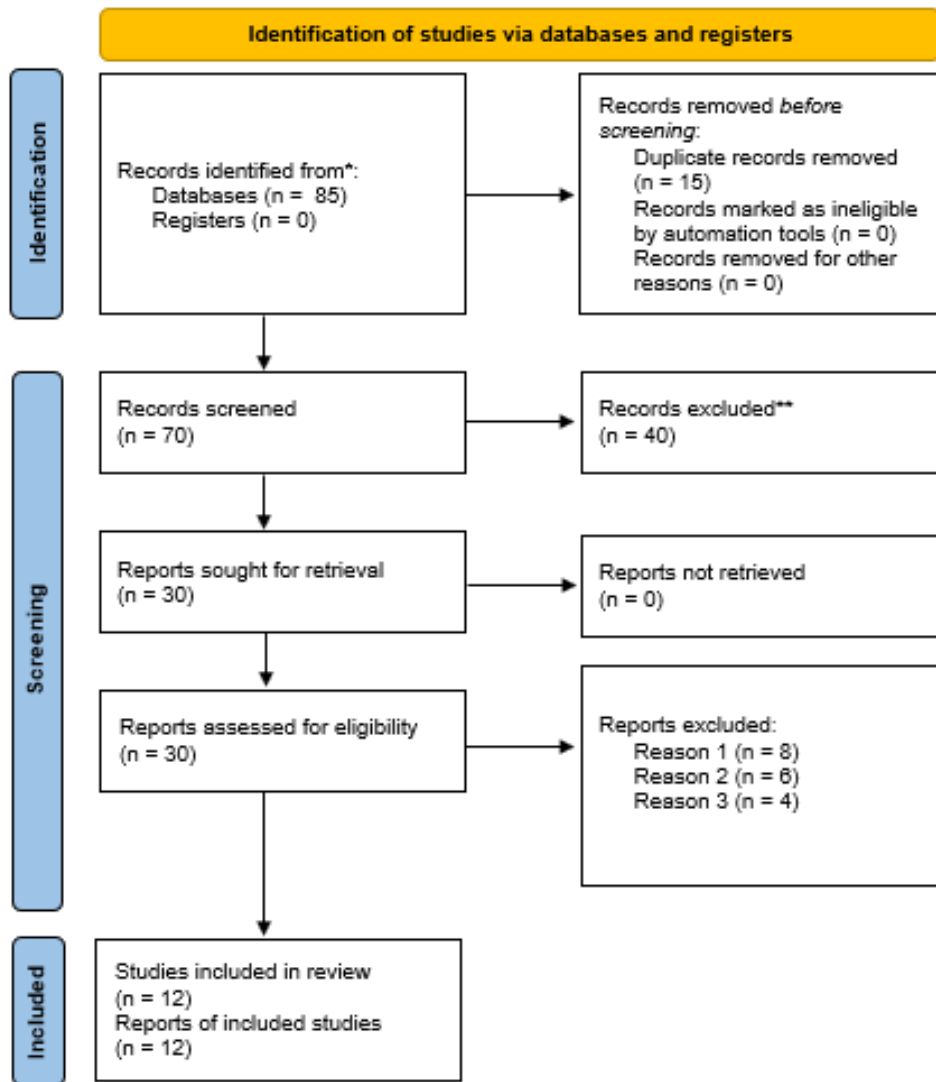 Identification of studies via databases and registers
Identification
Records identified from*:
Databases (n = 85)
Registers (n = 0)
Records removed before
screening:
Duplicate records removed
(n = 15)
Records marked as ineligible
by automation tools (n = 0)
Records removed for other
reasons (n = 0)
Screening
Records screened
(n = 70)
Records excluded**
(n = 40)
Reports sought for retrieval
(n = 30)
Reports not retrieved
(n = 0)
Reports assessed for eligibility
(n = 30)
Reports excluded:
Reason 1 (n = 8)
Reason 2 (n = 6)
Reason 3 (n = 4)
Included
Studies included in review
(n = 12)
Reports of included studies
(n = 12)